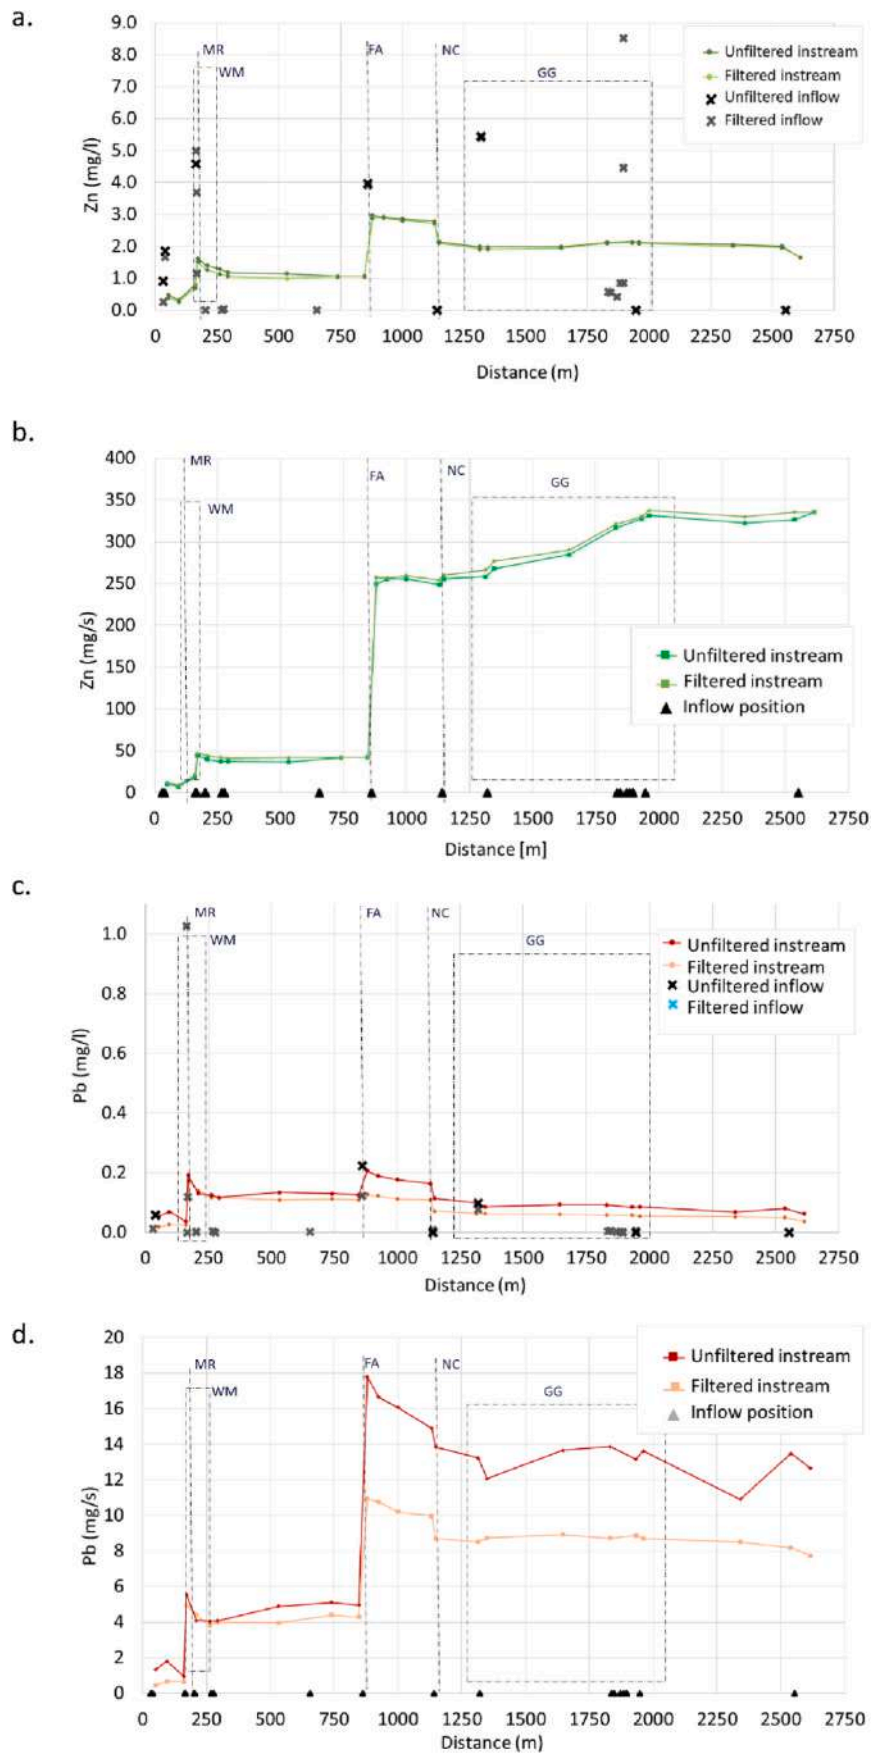 a.
9.0
8.0
7.0
6.0
5.0
4.0
3.0
2.0
1.0
0.0
Zn (mg/l)
MR
WM
FA
NC
GG
Unfiltered instream
Filtered instream
Unfiltered inflow
Filtered inflow
0 250 500 750 1000 1250 1500 1750 2000 2250 2500 2750
Distance (m)
b.
400
350
300
250
200
150
100
50
0
Zn (mg/s)
MR
WM
FA
NC
GG
Unfiltered instream
Filtered instream
Inflow position
0 250 500 750 1000 1250 1500 1750 2000 2250 2500 2750
Distance [m]
c.
1.0
0.8
0.6
0.4
0.2
0.0
Pb (mg/l)
MR
WM
FA
NC
GG
Unfiltered instream
Filtered instream
Unfiltered inflow
Filtered inflow
0 250 500 750 1000 1250 1500 1750 2000 2250 2500 2750
Distance (m)
d.
20
18
16
14
12
10
8
6
4
2
0
Pb (mg/s)
MR
WM
FA
NC
GG
Unfiltered instream
Filtered instream
Inflow position
0 250 500 750 1000 1250 1500 1750 2000 2250 2500 2750
Distance (m)